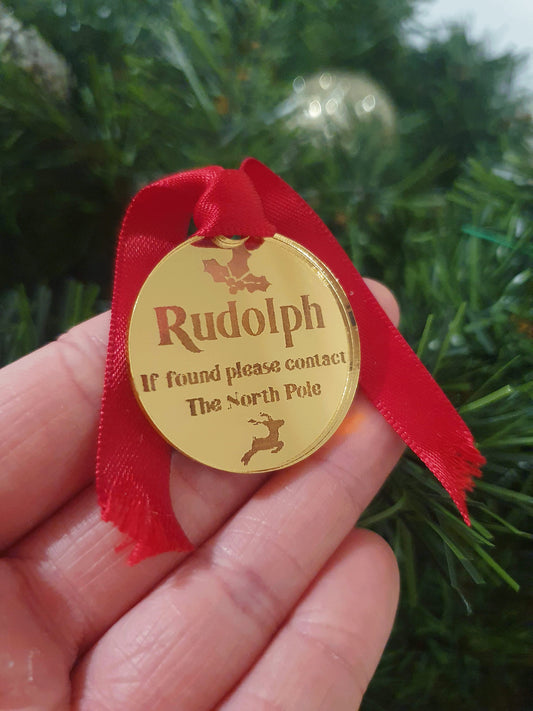 Rudolph
If found please contact
The North Pole